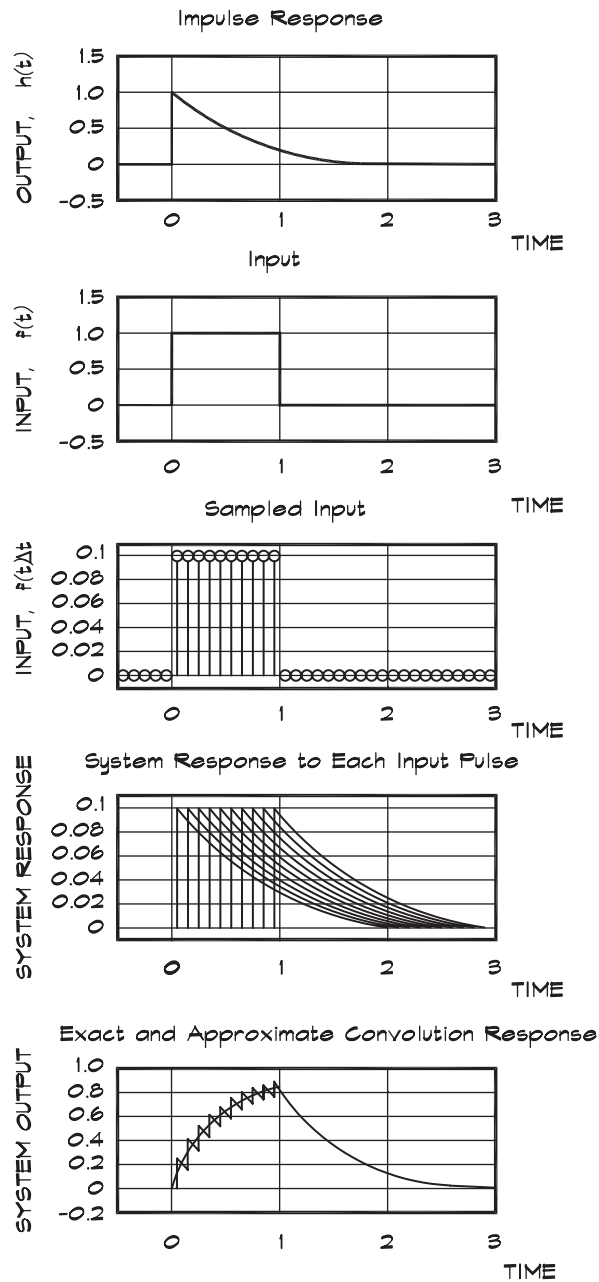 Impulse Response
OUTPUT, h(t)
1.5
1.0
0.5
0
-0.5
0 1 2 3
TIME
Input
INPUT, f(t)
1.5
1.0
0.5
0
-0.5
0 1 2 3
TIME
Sampled Input
INPUT, f(t)Δt
0.1
0.08
0.06
0.04
0.02
0
0 1 2 3
TIME
System Response to Each Input Pulse
SYSTEM RESPONSE
0.1
0.08
0.06
0.04
0.02
0
0 1 2 3
TIME
Exact and Approximate Convolution Response
SYSTEM OUTPUT
1.0
0.8
0.6
0.4
0.2
0
-0.2
0 1 2 3
TIME